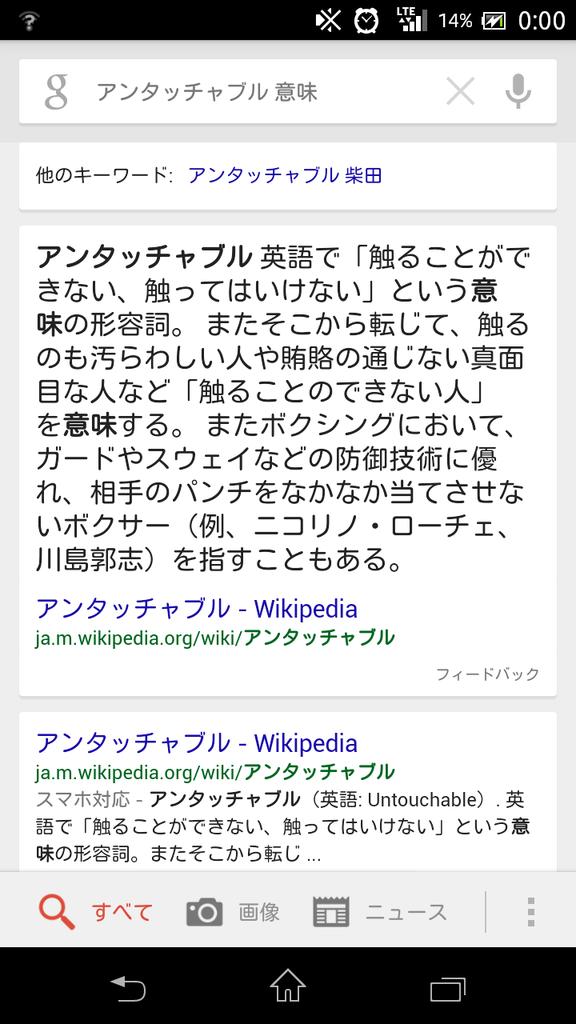 LTE 14% 0:00
g アンタッチャブル 意味
他のキーワード: アンタッチャブル 柴田
アンタッチャブル 英語で「触ることがで
きない、触ってはいけない」という意
味の形容詞。 またそこから転じて、触る
のも汚らわしい人や賄賂の通じない真面
目な人など「触ることのできない人」
を意味する。 またボクシングにおいて、
ガードやスウェイなどの防御技術に優
れ、相手のパンチをなかなか当てさせな
いボクサー（例、ニコリノ・ローチェ、
川島郭志）を指すこともある。
アンタッチャブル - Wikipedia
ja.m.wikipedia.org/wiki/アンタッチャブル
フィードバック
アンタッチャブル - Wikipedia
ja.m.wikipedia.org/wiki/アンタッチャブル
スマホ対応 - アンタッチャブル（英語: Untouchable）. 英
語で「触ることができない、触ってはいけない」という意
味の形容詞。またそこから転じ ...
すべて 画像 ニュース